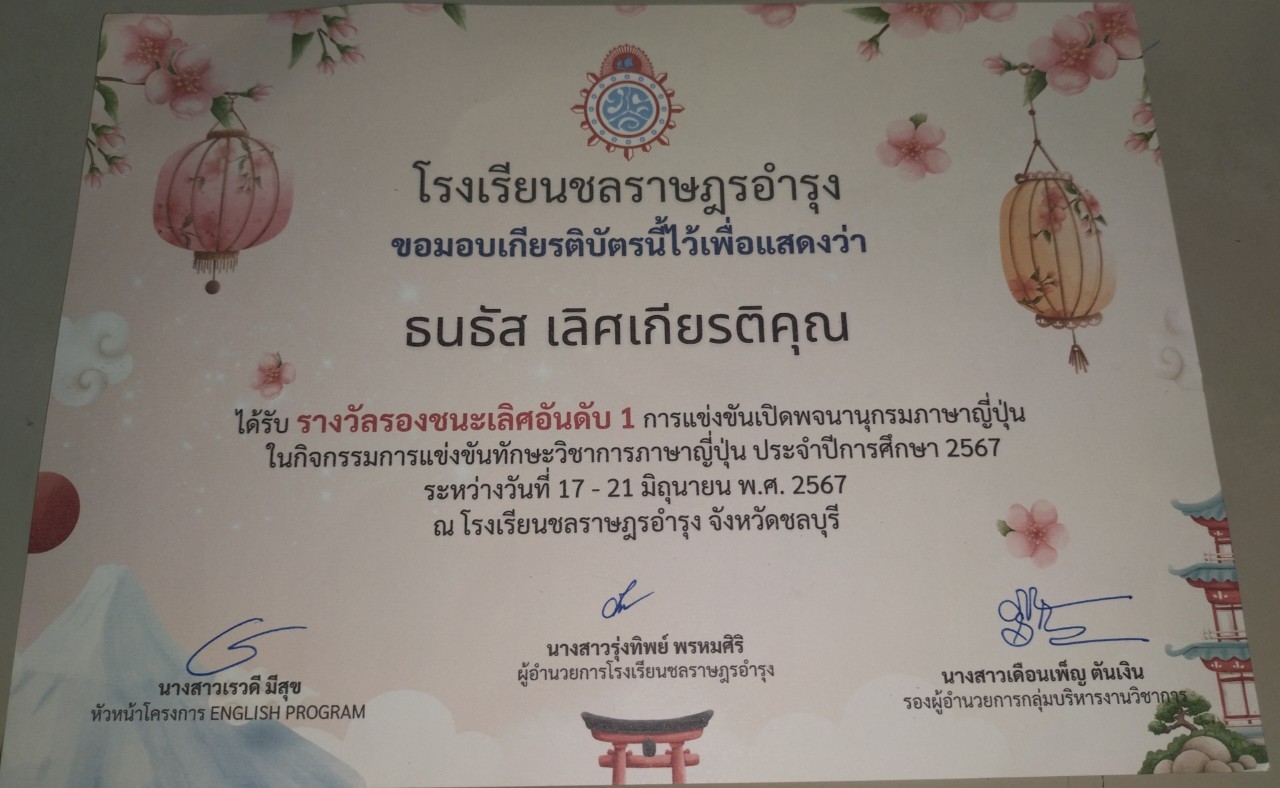 โรงเรียนชลราษฎรอำรุง
ขอมอบเกียรติบัตรนี้ไว้เพื่อแสดงว่า
ธนธัส เลิศเกียรติคุณ
ได้รับ รางวัลรองชนะเลิศอันดับ 1 การแข่งขันเปิดพจนานุกรมภาษาญี่ปุ่น
ในกิจกรรมการแข่งขันทักษะวิชาการภาษาญี่ปุ่น ประจำปีการศึกษา 2567
ระหว่างวันที่ 17 - 21 มิถุนายน พ.ศ. 2567
ณ โรงเรียนชลราษฎรอำรุง จังหวัดชลบุรี
นางสาวเรวดี มีสุข
หัวหน้าโครงการ ENGLISH PROGRAM
นางสาวรุ่งทิพย์ พรหมศิริ
ผู้อำนวยการโรงเรียนชลราษฎรอำรุง
นางสาวเดือนเพ็ญ ตันเงิน
รองผู้อำนวยการกลุ่มบริหารงานวิชาการ